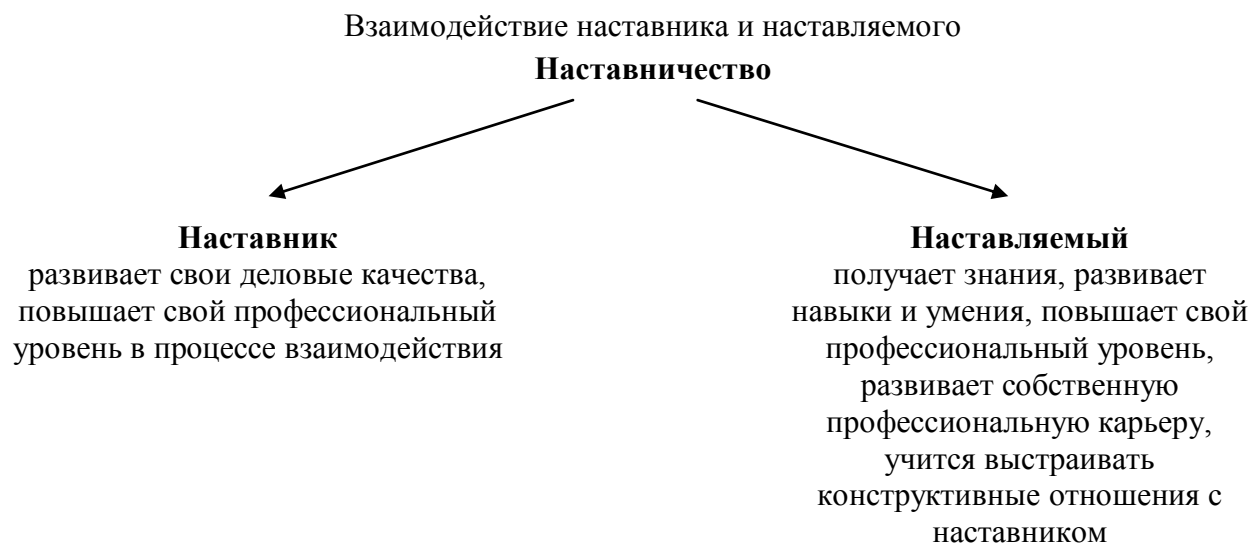 Взаимодействие наставника и наставляемого
Наставничество
Наставник
развивает свои деловые качества,
повышает свой профессиональный
уровень в процессе взаимодействия
Наставляемый
получает знания, развивает
навыки и умения, повышает свой
профессиональный уровень,
развивает собственную
профессиональную карьеру,
учится выстраивать
конструктивные отношения с
наставником